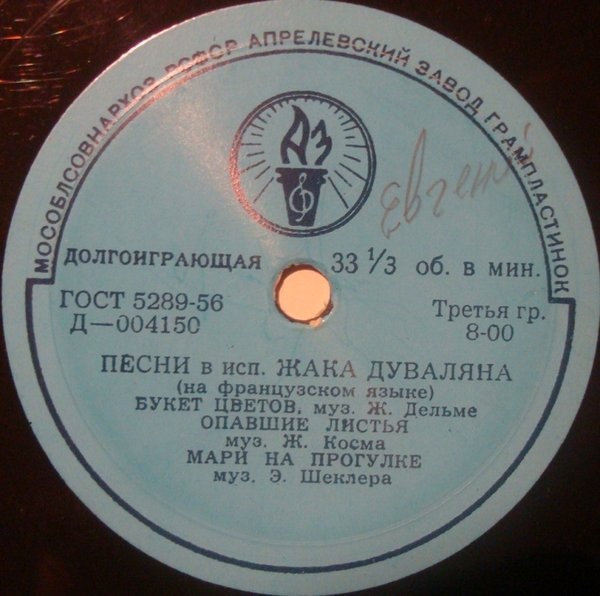 МОСОБЛСОВНАРХОЗ РСФСР АПРЕЛЕВСКИЙ ЗАВОД ГРАМПЛАСТИНОК
АЗ
Евгений
ДОЛГОИГРАЮЩАЯ 33 1/3 об. в мин.
ГОСТ 5289-56 Третья гр.
Д—004150 8-00
ПЕСНИ в исп. ЖАКА ДУВАЛЯНА
(на французском языке)
БУКЕТ ЦВЕТОВ, муз. Ж. Дельме
ОПАВШИЕ ЛИСТЬЯ
муз. Ж. Косма
МАРИ НА ПРОГУЛКЕ
муз. Э. Шеклера